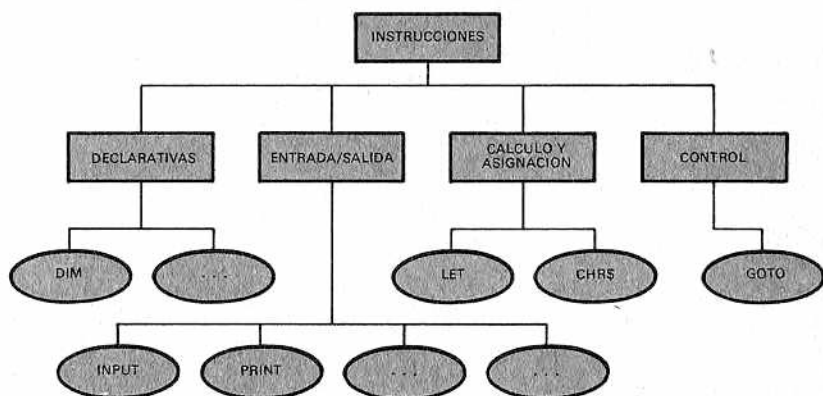 INSTRUCCIONES
DECLARATIVAS
ENTRADA/SALIDA
CALCULO Y
ASIGNACION
CONTROL
DIM
. . .
LET
CHR$
GOTO
INPUT
PRINT
. . .
. . .